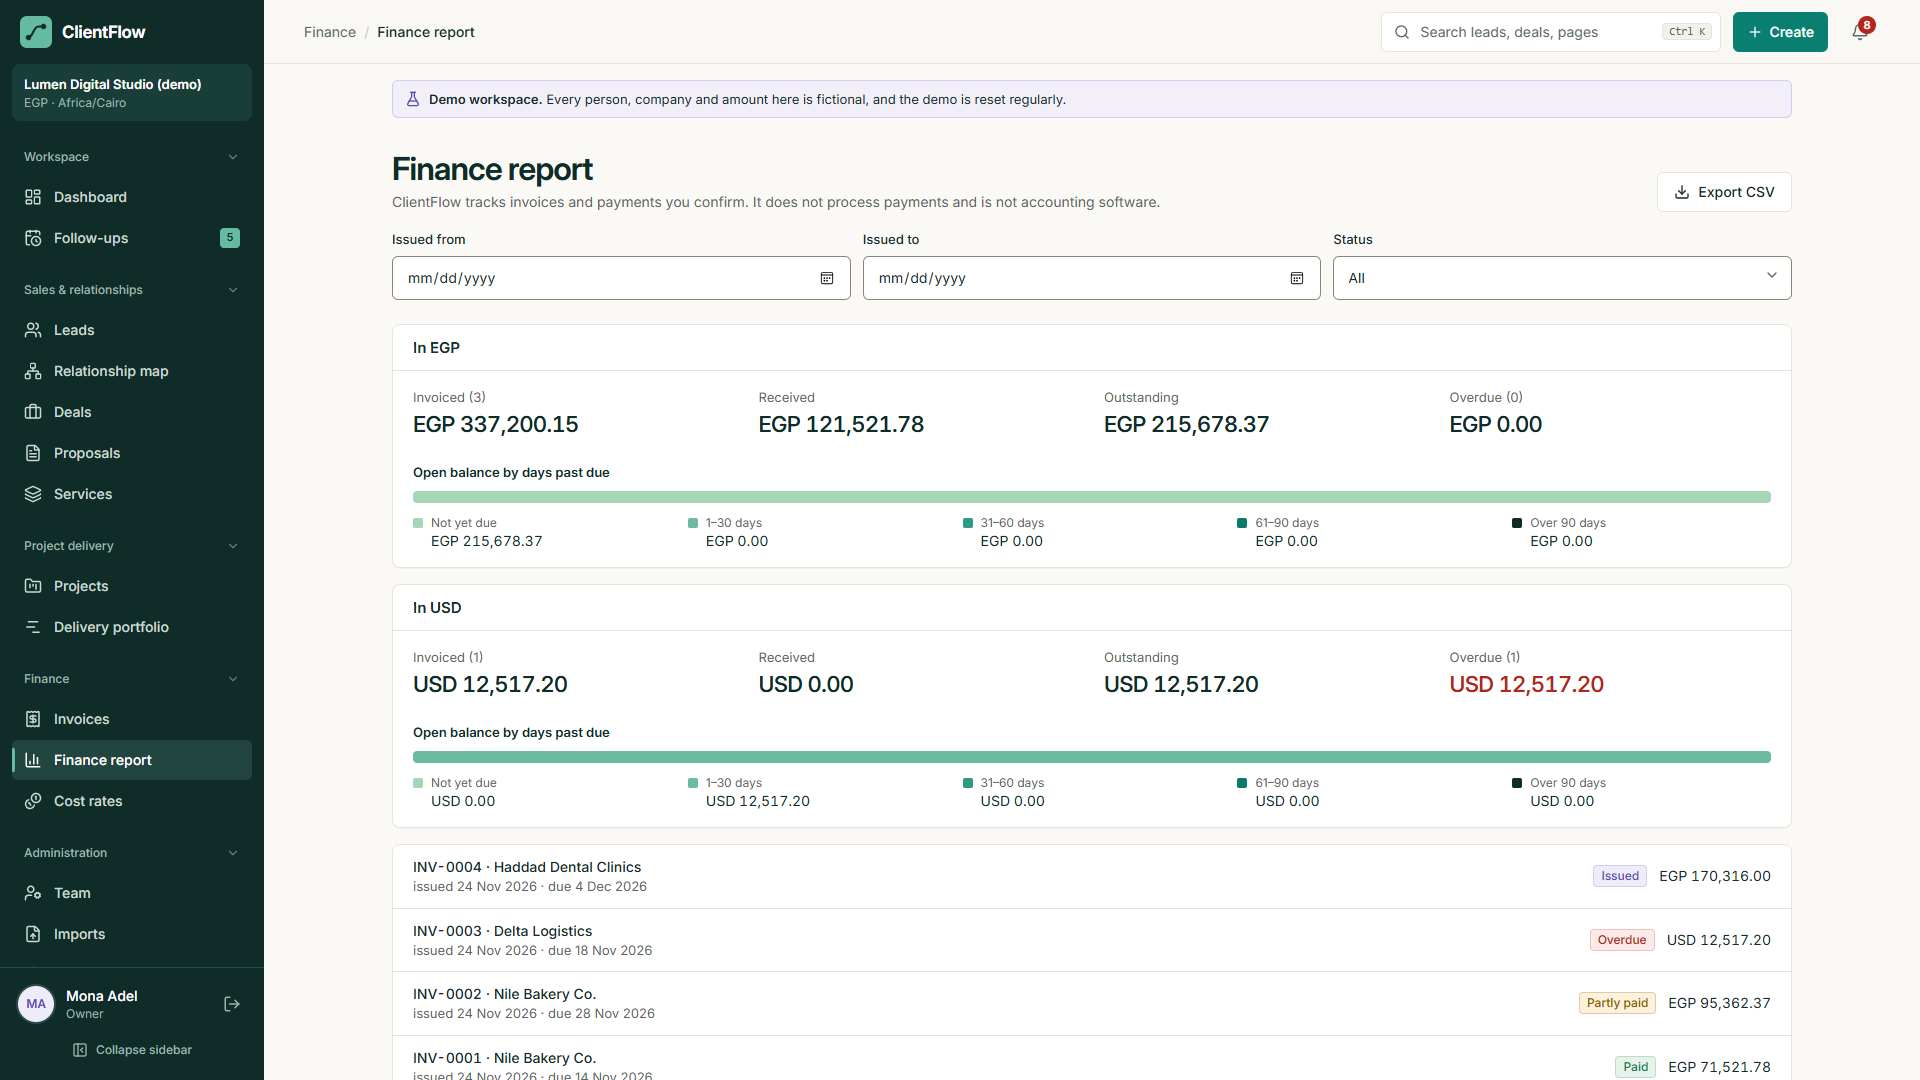 ClientFlow
Lumen Digital Studio (demo)
EGP · Africa/Cairo
Workspace
Dashboard
Follow-ups 5
Sales & relationships
Leads
Relationship map
Deals
Proposals
Services
Project delivery
Projects
Delivery portfolio
Finance
Invoices
Finance report
Cost rates
Administration
Team
Imports
MA
Mona Adel
Owner
Collapse sidebar
Finance / Finance report
Search leads, deals, pages Ctrl K
+ Create
8
Demo workspace. Every person, company and amount here is fictional, and the demo is reset regularly.
Finance report
ClientFlow tracks invoices and payments you confirm. It does not process payments and is not accounting software.
Export CSV
Issued from Issued to Status
mm/dd/yyyy mm/dd/yyyy All
In EGP
Invoiced (3) Received Outstanding Overdue (0)
EGP 337,200.15 EGP 121,521.78 EGP 215,678.37 EGP 0.00
Open balance by days past due
Not yet due 1–30 days 31–60 days 61–90 days Over 90 days
EGP 215,678.37 EGP 0.00 EGP 0.00 EGP 0.00 EGP 0.00
In USD
Invoiced (1) Received Outstanding Overdue (1)
USD 12,517.20 USD 0.00 USD 12,517.20 USD 12,517.20
Open balance by days past due
Not yet due 1–30 days 31–60 days 61–90 days Over 90 days
USD 0.00 USD 12,517.20 USD 0.00 USD 0.00 USD 0.00
INV-0004 · Haddad Dental Clinics
issued 24 Nov 2026 · due 4 Dec 2026
Issued EGP 170,316.00
INV-0003 · Delta Logistics
issued 24 Nov 2026 · due 18 Nov 2026
Overdue USD 12,517.20
INV-0002 · Nile Bakery Co.
issued 24 Nov 2026 · due 28 Nov 2026
Partly paid EGP 95,362.37
INV-0001 · Nile Bakery Co.
issued 24 Nov 2026 · due 14 Nov 2026
Paid EGP 71,521.78